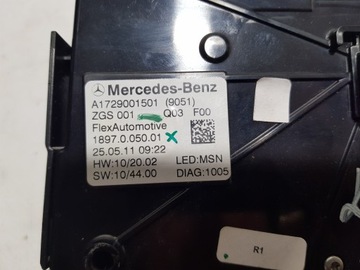 Mercedes-Benz
A1729001501 (9051)
ZGS 001 Q03 F00
FlexAutomotive
1897.0.050.01 X
25.05.11 09:22
HW:10/20.02 LED:MSN
SW:10/44.00 DIAG:1005
R1